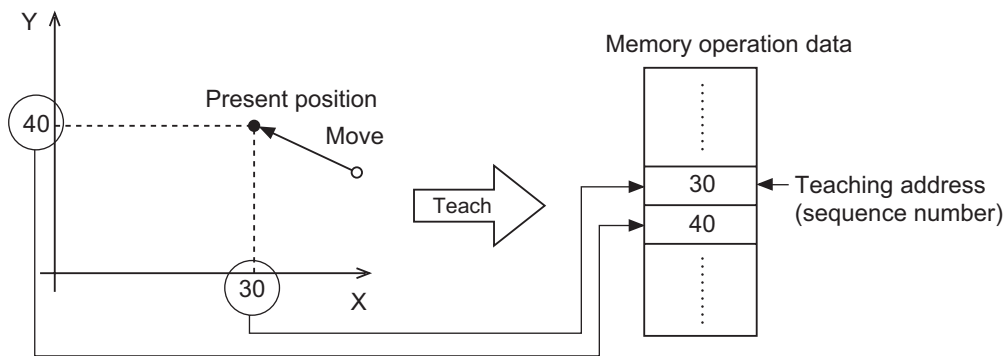 Y
Memory operation data
Present position
40
Move
30
Teaching address
(sequence number)
Teach
40
30
X